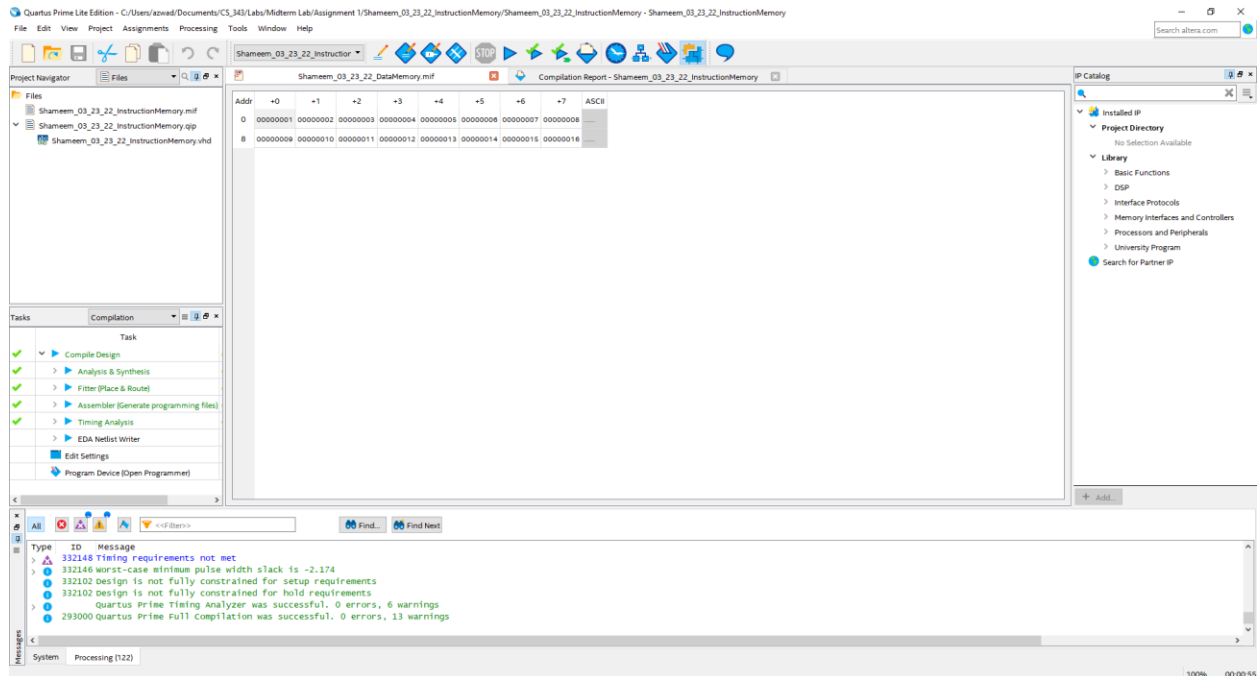 Quartus Prime Lite Edition - C:/Users/azwad/Documents/CS_343/Labs/Midterm Lab/Assignment 1/Shameem_03_23_22_InstructionMemory/Shameem_03_23_22_InstructionMemory - Shameem_03_23_22_InstructionMemory
File Edit View Project Assignments Processing Tools Window Help
Search altera.com
Shameem_03_23_22_Instructior
STOP
Project Navigator
Files
Shameem_03_23_22_DataMemory.mif
Compilation Report - Shameem_03_23_22_InstructionMemory
IP Catalog
Files
Shameem_03_23_22_InstructionMemory.mif
Shameem_03_23_22_InstructionMemory.qip
Shameem_03_23_22_InstructionMemory.vhd
Addr +0 +1 +2 +3 +4 +5 +6 +7 ASCII
0 00000001 00000002 00000003 00000004 00000005 00000006 00000007 00000008 ........
8 00000009 00000010 00000011 00000012 00000013 00000014 00000015 00000016 ........
Installed IP
Project Directory
No Selection Available
Library
Basic Functions
DSP
Interface Protocols
Memory Interfaces and Controllers
Processors and Peripherals
University Program
Search for Partner IP
+ Add...
Tasks
Compilation
Task
Compile Design
Analysis & Synthesis
Fitter (Place & Route)
Assembler (Generate programming files)
Timing Analysis
EDA Netlist Writer
Edit Settings
Program Device (Open Programmer)
All
<<Filter>>
Find...
Find Next
Type ID Message
332148 Timing requirements not met
332146 Worst-case minimum pulse width slack is -2.174
332102 Design is not fully constrained for setup requirements
332102 Design is not fully constrained for hold requirements
Quartus Prime Timing Analyzer was successful. 0 errors, 6 warnings
293000 Quartus Prime Full Compilation was successful. 0 errors, 13 warnings
Messages
System
Processing (122)
100%
00:00:55